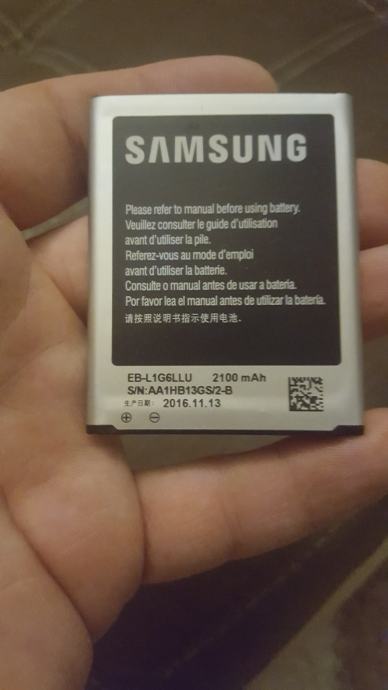 SAMSUNG
Please refer to manual before using battery.
Veuillez consulter le guide d'utilisation
avant d'utiliser la pile.
Referez-vous au mode d'emploi
avant d'utiliser la batterie.
Consulte o manual antes de usar a bateria.
Por favor lea el manual antes de utilizar la batería.
请按照说明书指示使用电池.
EB-L1G6LLU 2100 mAh
S/N:AA1HB13GS/2-B
生产日期: 2016.11.13